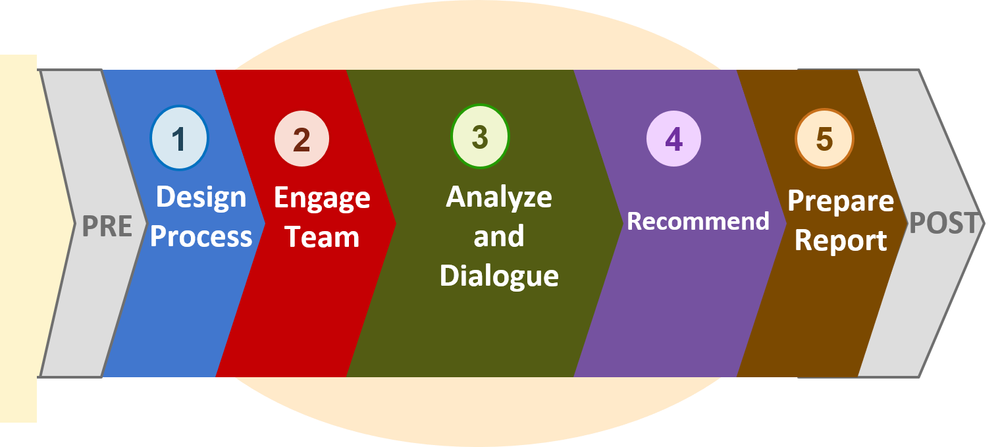 PRE
1
Design
Process
2
Engage
Team
3
Analyze
and
Dialogue
4
Recommend
5
Prepare
Report
POST